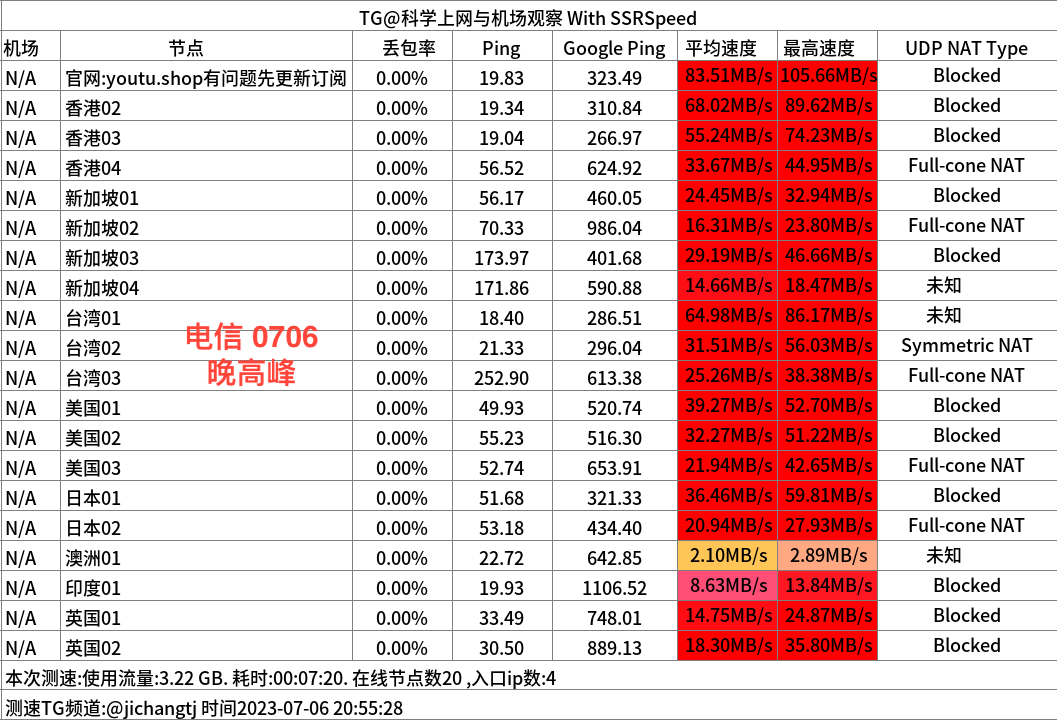 TG@科学上网与机场观察 With SSRSpeed
机场 节点 丢包率 Ping Google Ping 平均速度 最高速度 UDP NAT Type
N/A 官网:youtu.shop有问题先更新订阅 0.00% 19.83 323.49 83.51MB/s 105.66MB/s Blocked
N/A 香港02 0.00% 19.34 310.84 68.02MB/s 89.62MB/s Blocked
N/A 香港03 0.00% 19.04 266.97 55.24MB/s 74.23MB/s Blocked
N/A 香港04 0.00% 56.52 624.92 33.67MB/s 44.95MB/s Full-cone NAT
N/A 新加坡01 0.00% 56.17 460.05 24.45MB/s 32.94MB/s Blocked
N/A 新加坡02 0.00% 70.33 986.04 16.31MB/s 23.80MB/s Full-cone NAT
N/A 新加坡03 0.00% 173.97 401.68 29.19MB/s 46.66MB/s Blocked
N/A 新加坡04 0.00% 171.86 590.88 14.66MB/s 18.47MB/s 未知
N/A 台湾01 0.00% 18.40 286.51 64.98MB/s 86.17MB/s 未知
电信 0706
N/A 台湾02 0.00% 21.33 296.04 31.51MB/s 56.03MB/s Symmetric NAT
晚高峰
N/A 台湾03 0.00% 252.90 613.38 25.26MB/s 38.38MB/s Full-cone NAT
N/A 美国01 0.00% 49.93 520.74 39.27MB/s 52.70MB/s Blocked
N/A 美国02 0.00% 55.23 516.30 32.27MB/s 51.22MB/s Blocked
N/A 美国03 0.00% 52.74 653.91 21.94MB/s 42.65MB/s Full-cone NAT
N/A 日本01 0.00% 51.68 321.33 36.46MB/s 59.81MB/s Blocked
N/A 日本02 0.00% 53.18 434.40 20.94MB/s 27.93MB/s Full-cone NAT
N/A 澳洲01 0.00% 22.72 642.85 2.10MB/s 2.89MB/s 未知
N/A 印度01 0.00% 19.93 1106.52 8.63MB/s 13.84MB/s Blocked
N/A 英国01 0.00% 33.49 748.01 14.75MB/s 24.87MB/s Blocked
N/A 英国02 0.00% 30.50 889.13 18.30MB/s 35.80MB/s Blocked
本次测速:使用流量:3.22 GB. 耗时:00:07:20. 在线节点数20 ,入口ip数:4
测速TG频道:@jichangtj 时间2023-07-06 20:55:28